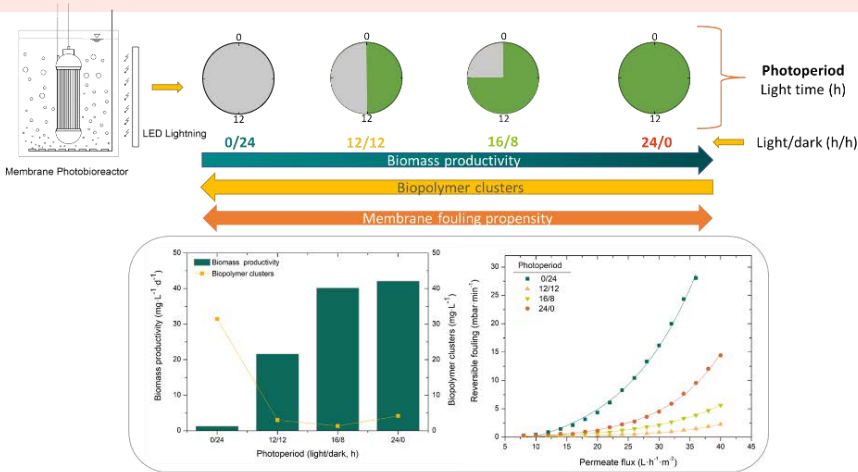 0
0
0
0
12
12
12
LED Lightning
Membrane Photobioreactor
0/24
12/12
16/8
24/0
Photoperiod
Light time (h)
Light/dark (h/h)
Biomass productivity
Biopolymer clusters
Membrane fouling propensity
Biomass productivity
Biopolymer clusters
Biomass productivity (mg·L⁻¹·d⁻¹)
50
40
30
20
10
0
0/24
12/12
16/8
24/0
Photoperiod (light/dark, h)
50
40
30
20
10
0
Biopolymer clusters (mg·L⁻¹)
Photoperiod
0/24
12/12
16/8
24/0
Reversible fouling (mbar·min⁻¹)
30
25
20
15
10
5
0
5
10
15
20
25
30
35
40
45
Permeate flux (L·h⁻¹·m⁻²)